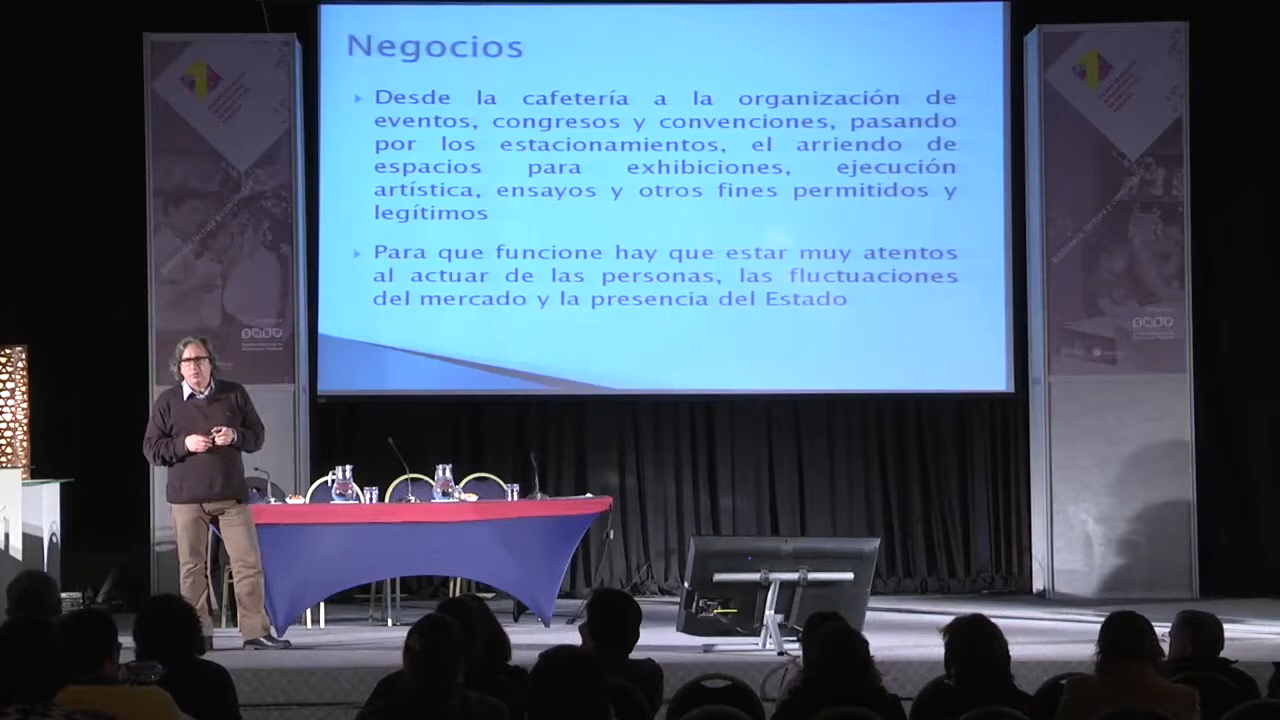 Negocios
Desde la cafetería a la organización de
eventos, congresos y convenciones, pasando
por los estacionamientos, el arriendo de
espacios para exhibiciones, ejecución
artística, ensayos y otros fines permitidos y
legítimos
Para que funcione hay que estar muy atentos
al actuar de las personas, las fluctuaciones
del mercado y la presencia del Estado
SNBP
SNBP